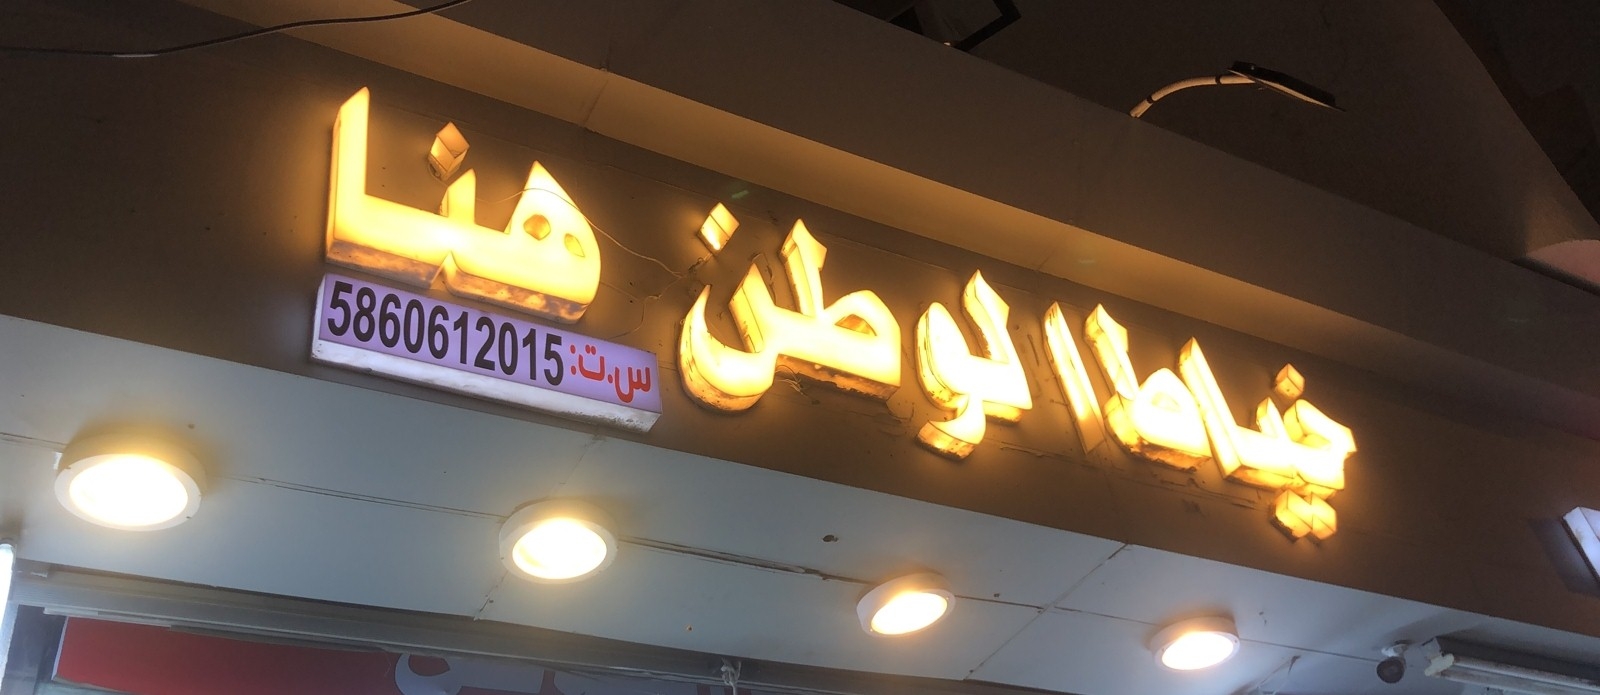 خياط الوطن هنا
س.ت: 5860612015